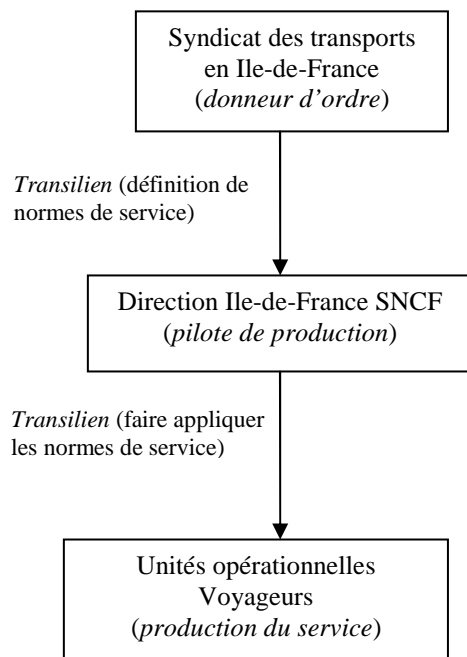 Syndicat des transports
en Ile-de-France
(donneur d’ordre)
Transilien (définition de
normes de service)
Direction Ile-de-France SNCF
(pilote de production)
Transilien (faire appliquer
les normes de service)
Unités opérationnelles
Voyageurs
(production du service)